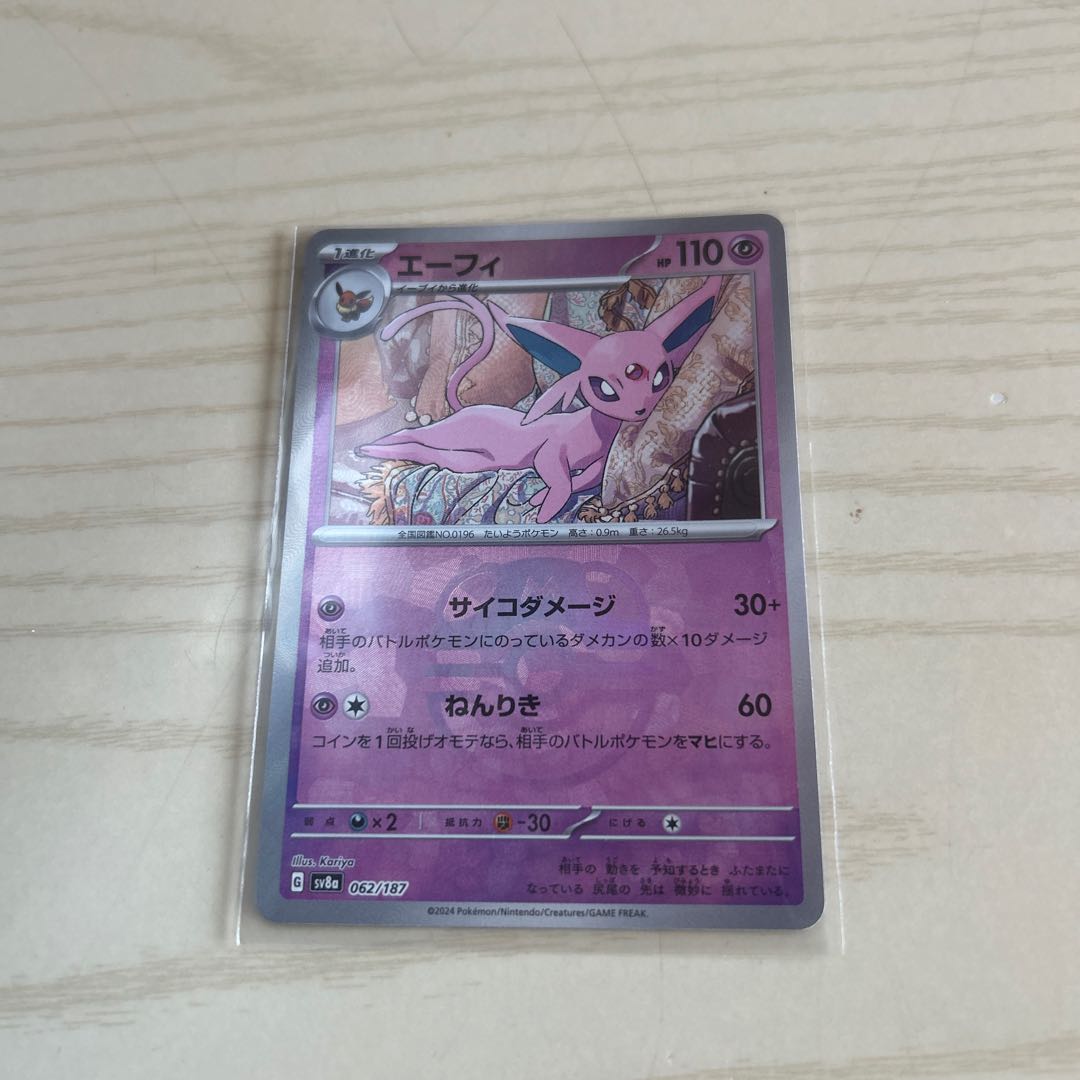 1進化 エーフィ HP 110
イーブイから進化
全国図鑑NO.0196 たいようポケモン 高さ:0.9m 重さ:26.5kg
サイコダメージ 30+
相手のバトルポケモンにのっているダメカンの数×10ダメージ
追加。
ねんりき 60
コインを1回投げオモテなら、相手のバトルポケモンをマヒにする。
弱点 ×2 抵抗力 -30 にげる
Illus. Kariya
相手の 動きを 予知するとき ふたまたに
G sv8a 062/187
なっている 尻尾の 先は 微妙に 揺れている。
©2024 Pokémon/Nintendo/Creatures/GAME FREAK.